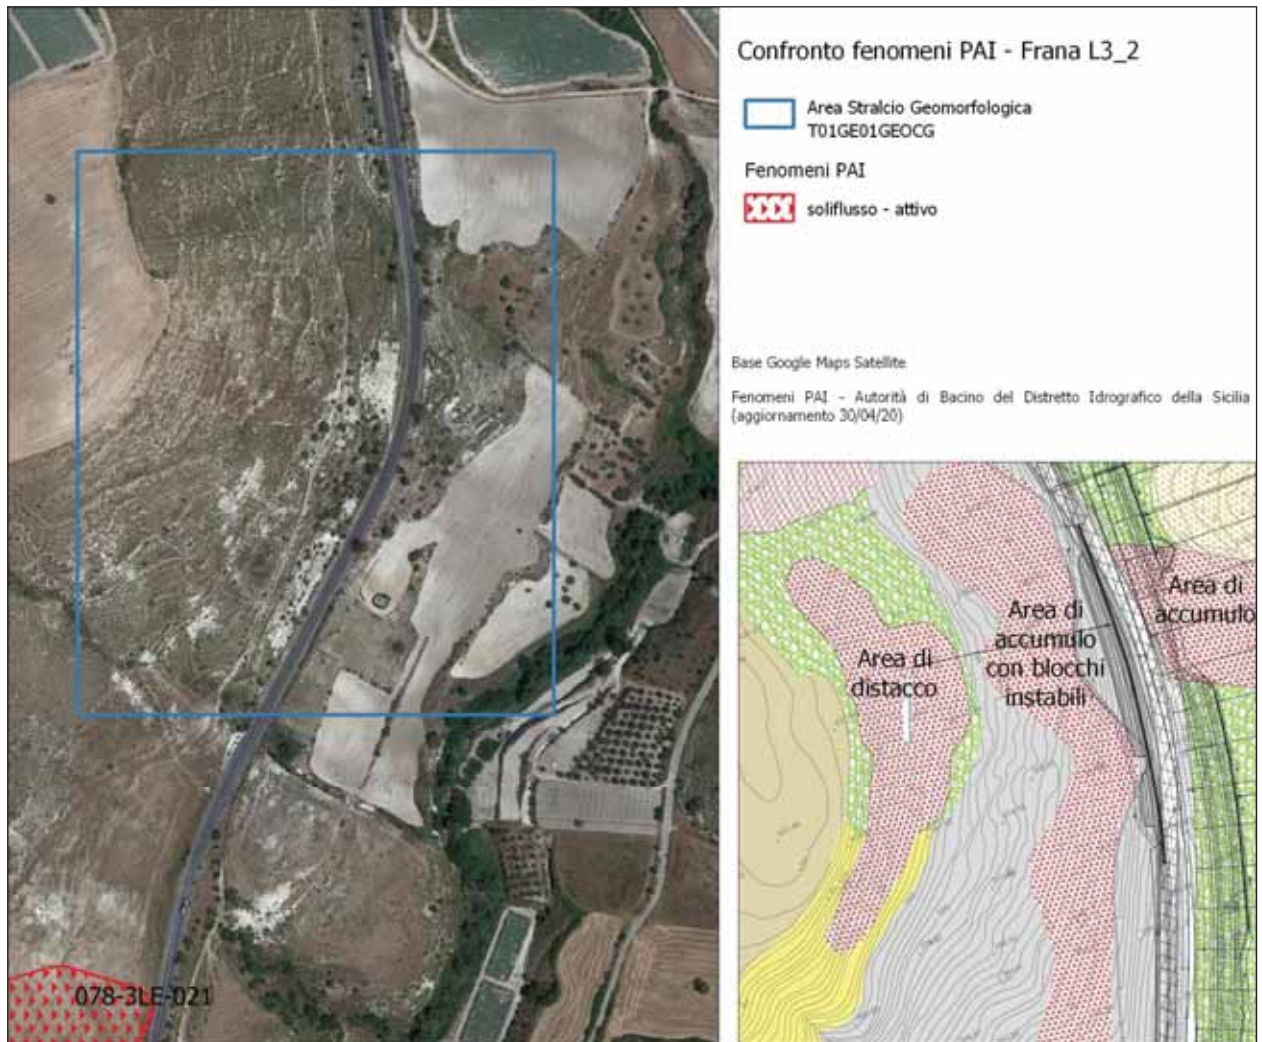 Confronto fenomeni PAI - Frana L3_2
Area Stralcio Geomorfologica
T01GE01GEOCG
Fenomeni PAI
soliflusso - attivo
Base Google Maps Satellite
Fenomeni PAI - Autorità di Bacino del Distretto Idrografico della Sicilia
(aggiornamento 30/04/20)
Area di
accumulo
Area di
accumulo
con blocchi
instabili
Area di
distacco
078-3LE-021